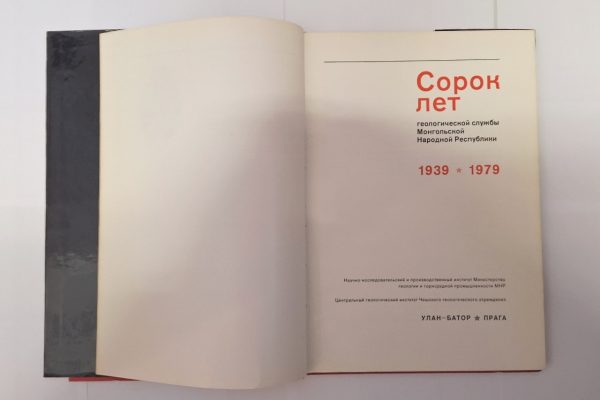 Сорок
лет
геологической службы
Монгольской
Народной Республики
1939 ★ 1979
Научно-исследовательский и производственный институт Министерства
геологии и горнорудной промышленности МНР
Центральный геологический институт Чешского геологического учреждения
УЛАН-БАТОР ★ ПРАГА